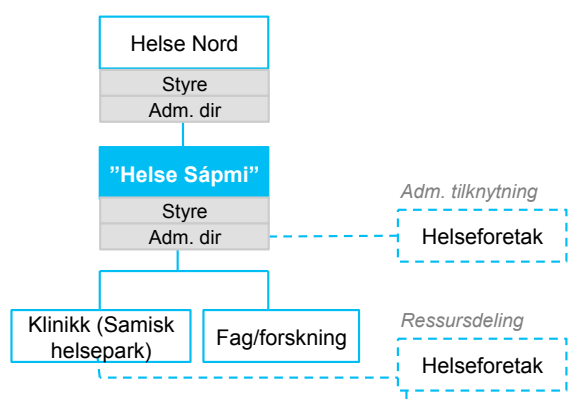 Helse Nord
Styre
Adm. dir
”Helse Sápmi”
Styre
Adm. dir
Adm. tilknytning
Helseforetak
Klinikk (Samisk
helsepark)
Fag/forskning
Ressursdeling
Helseforetak